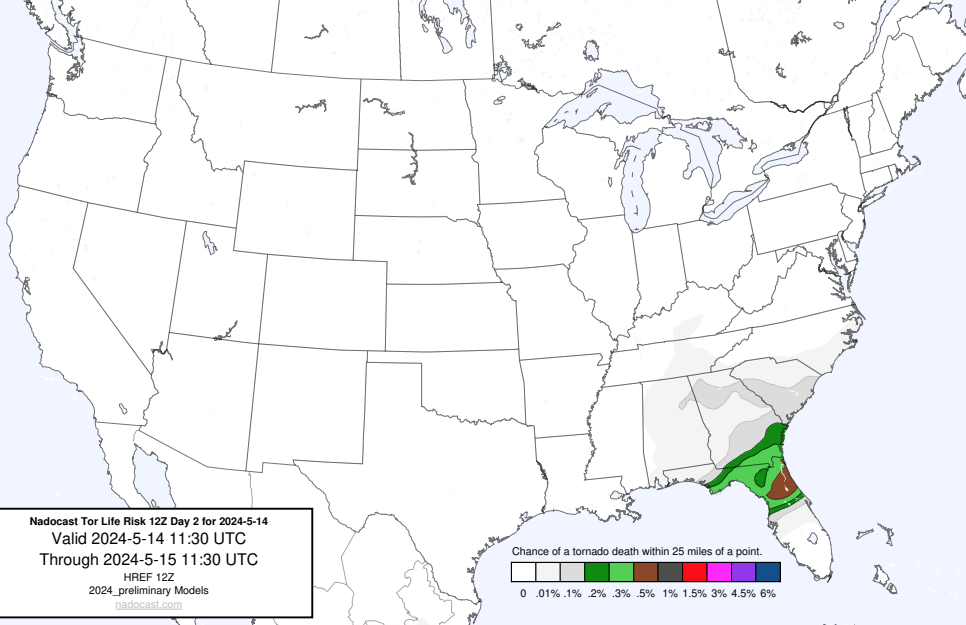 Nadocast Tor Life Risk 12Z Day 2 for 2024-5-14
Valid 2024-5-14 11:30 UTC
Through 2024-5-15 11:30 UTC
HREF 12Z
2024_preliminary Models
nadocast.com
Chance of a tornado death within 25 miles of a point.
0 .01% .1% .2% .3% .5% 1% 1.5% 3% 4.5% 6%